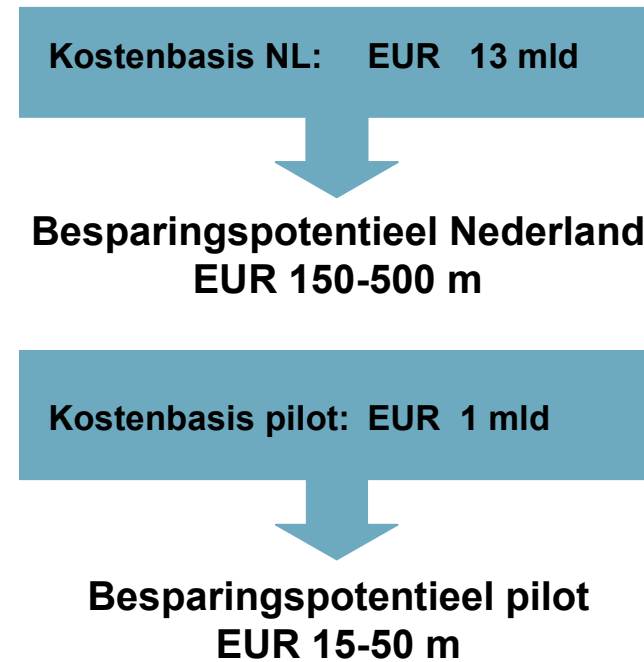 Kostenbasis NL: EUR 13 mld
Besparingspotentieel Nederland
EUR 150-500 m
Kostenbasis pilot: EUR 1 mld
Besparingspotentieel pilot
EUR 15-50 m